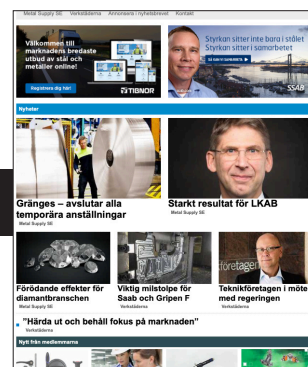 Metal Supply SE Verkstäderna Annonsera i nyhetsbrevet Kontakt
Välkommen till
marknadens bredaste
utbud av stål och
metaller online!
Registrera dig här!
TIBNOR
Styrkan sitter inte bara i stålet
Styrkan sitter i samarbetet
SSAB
Nyheter
Gränges – avslutar alla
temporära anställningar
Metal Supply SE
Starkt resultat för LKAB
Metal Supply SE
Förödande effekter för
diamantbranschen
Metal Supply SE
Viktig milstolpe för
Saab och Gripen F
Verkstäderna
företagen
Teknikföretagen i möte
med regeringen
Verkstäderna
"Härda ut och behåll fokus på marknaden"
Verkstäderna
Nytt från medlemmarna